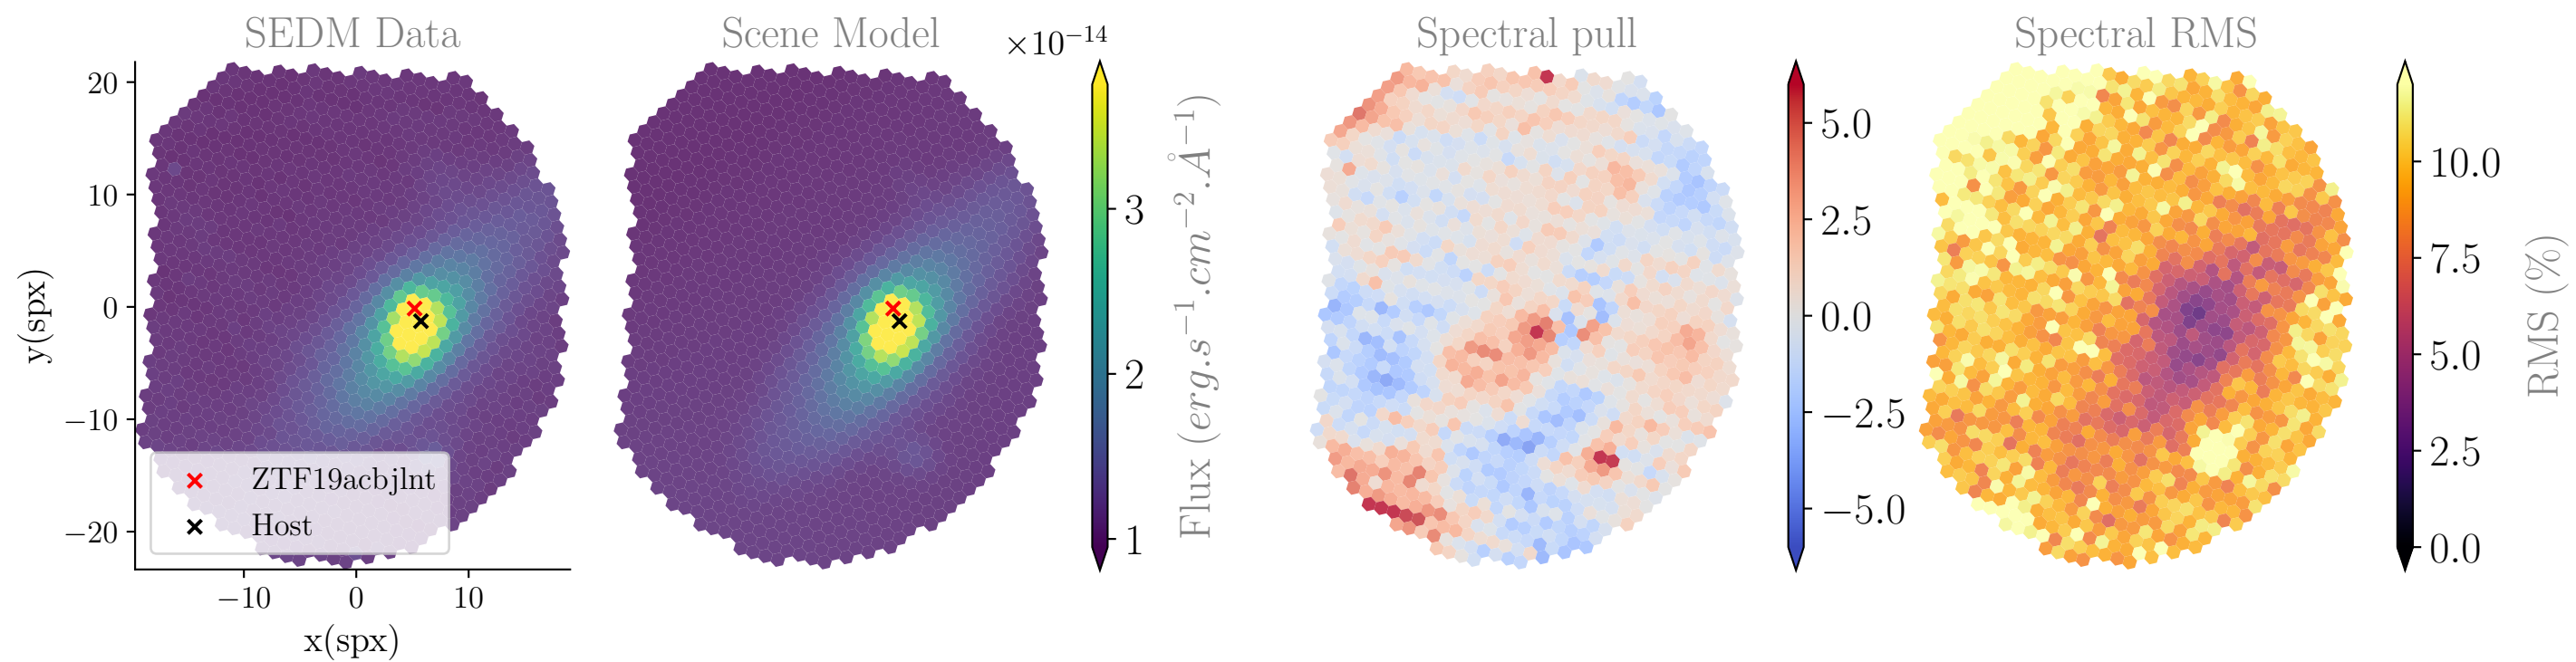 SEDM Data
Scene Model
×10⁻¹⁴
Spectral pull
Spectral RMS
20
10
0
−10
−20
y(spx)
−10
0
10
x(spx)
ZTF19acbjlnt
Host
3
2
1
Flux (erg.s⁻¹.cm⁻².Å⁻¹)
5.0
2.5
0.0
−2.5
−5.0
10.0
7.5
5.0
2.5
0.0
RMS (%)